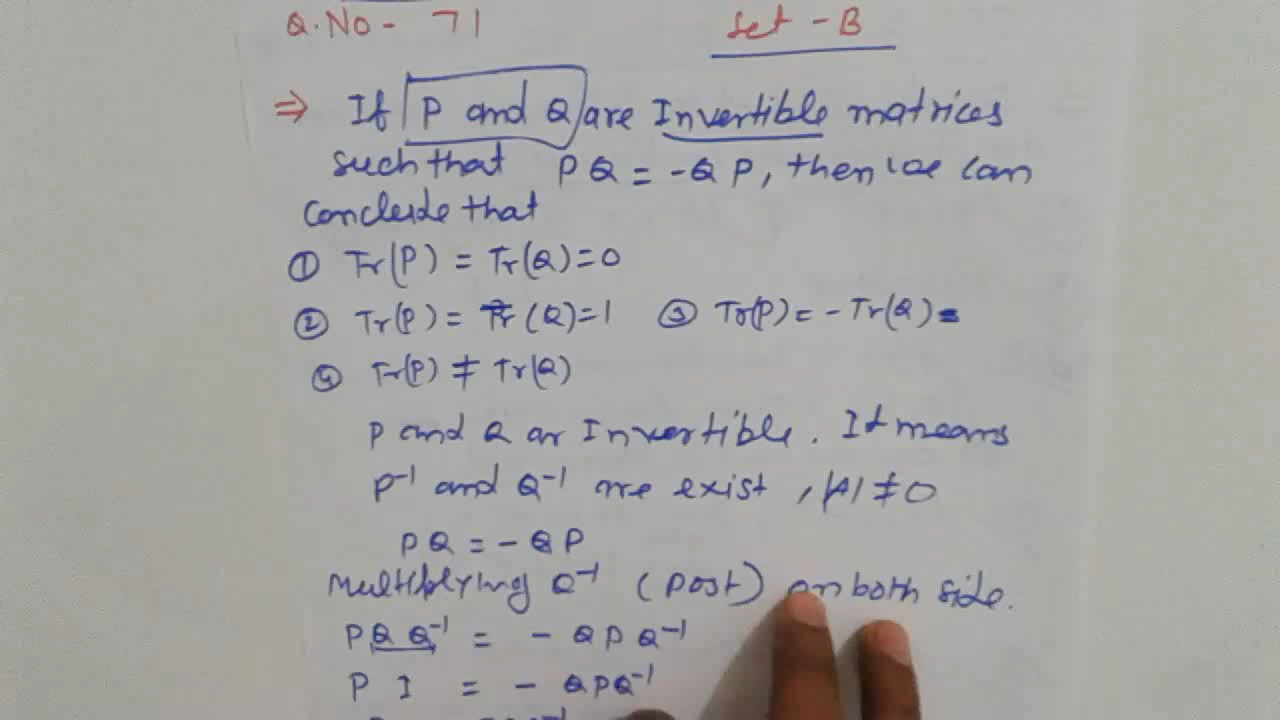 Q.No- 71 Set-B
⇒ If P and Q are Invertible matrices
such that PQ = -QP, then we can
conclude that
① Tr(P) = Tr(Q)=0
② Tr(P) = Tr(Q)=1 ③ Tr(P) = -Tr(Q)
④ Tr(P) ≠ Tr(Q)
P and Q ar Invertible. It means
P⁻¹ and Q⁻¹ are exist, |A| ≠ 0
PQ = -QP
Multiplying Q⁻¹ (post) on both side.
PQQ⁻¹ = -QPQ⁻¹
PI = -QPQ⁻¹